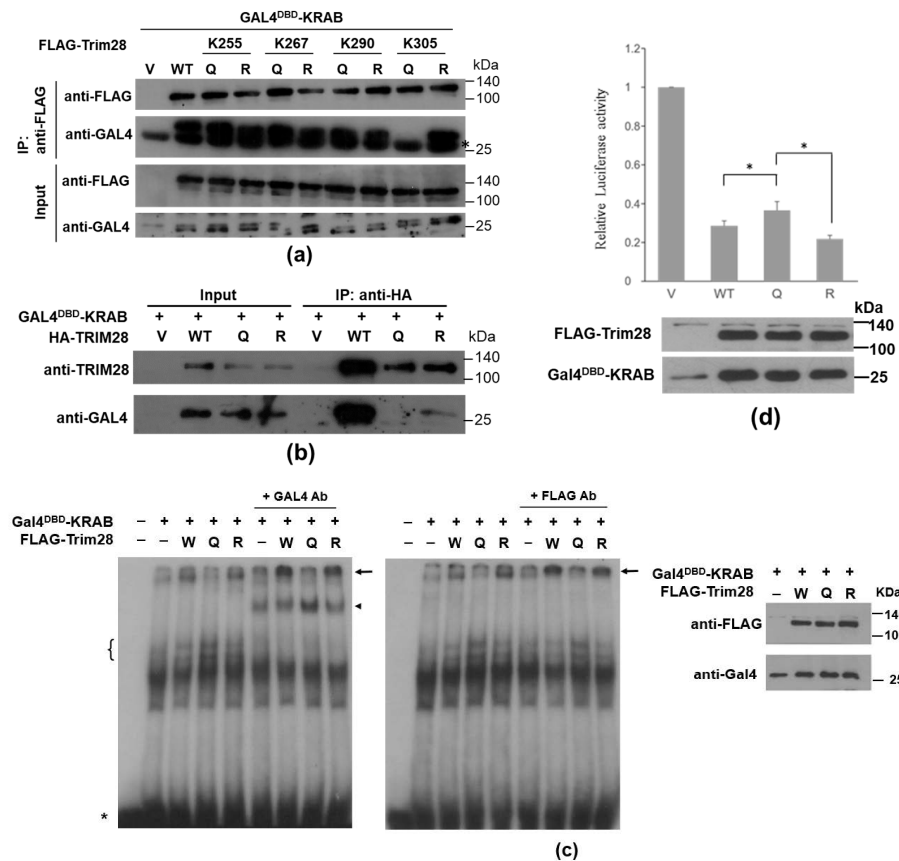 GAL4DBD-KRAB
FLAG-Trim28 K255 K267 K290 K305
V WT Q R Q R Q R Q R kDa
IP: anti-FLAG
anti-FLAG 140 100
anti-GAL4 * 25
Input
anti-FLAG 140 100
anti-GAL4 25
(a)
Input IP: anti-HA
GAL4DBD-KRAB + + + + + + + +
HA-TRIM28 V WT Q R V WT Q R kDa
anti-TRIM28 140 100
anti-GAL4 25
(b)
Relative Luciferase activity
1.2
1
0.8
0.6
0.4
0.2
0
* *
V WT Q R
kDa
FLAG-Trim28 140 100
Gal4DBD-KRAB 25
(d)
+ GAL4 Ab
Gal4DBD-KRAB – + + + + + + + +
FLAG-Trim28 – – W Q R – W Q R
{
*
+ FLAG Ab
– + + + + + + + +
– – W Q R – W Q R
Gal4DBD-KRAB + + + +
FLAG-Trim28 – W Q R KDa
anti-FLAG 14 10
anti-Gal4 25
(c)